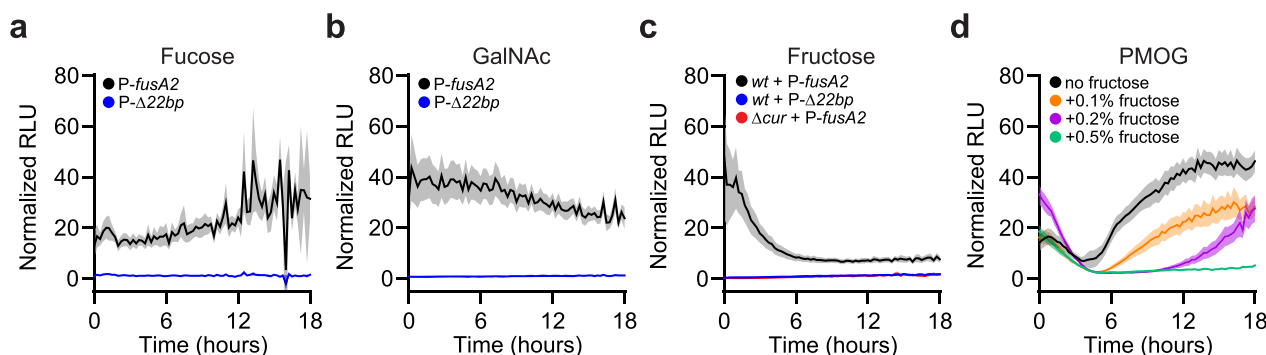 a
Fucose
80
60
40
20
0
Normalized RLU
P-fusA2
P-Δ22bp
0
6
12
18
Time (hours)
b
GalNAc
80
60
40
20
0
Normalized RLU
P-fusA2
P-Δ22bp
0
6
12
18
Time (hours)
c
Fructose
80
60
40
20
0
Normalized RLU
wt + P-fusA2
wt + P-Δ22bp
Δcur + P-fusA2
0
6
12
18
Time (hours)
d
PMOG
80
60
40
20
0
Normalized RLU
no fructose
+0.1% fructose
+0.2% fructose
+0.5% fructose
0
6
12
18
Time (hours)